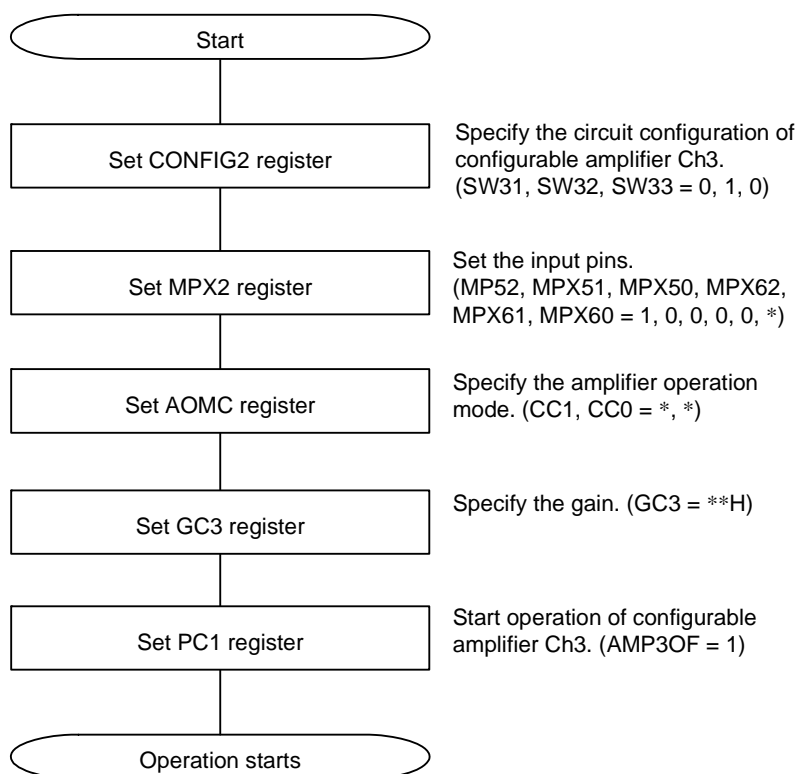 Start
Set CONFIG2 register
Specify the circuit configuration of
configurable amplifier Ch3.
(SW31, SW32, SW33 = 0, 1, 0)
Set MPX2 register
Set the input pins.
(MP52, MPX51, MPX50, MPX62,
MPX61, MPX60 = 1, 0, 0, 0, 0, *)
Set AOMC register
Specify the amplifier operation
mode. (CC1, CC0 = *, *)
Set GC3 register
Specify the gain. (GC3 = **H)
Set PC1 register
Start operation of configurable
amplifier Ch3. (AMP3OF = 1)
Operation starts